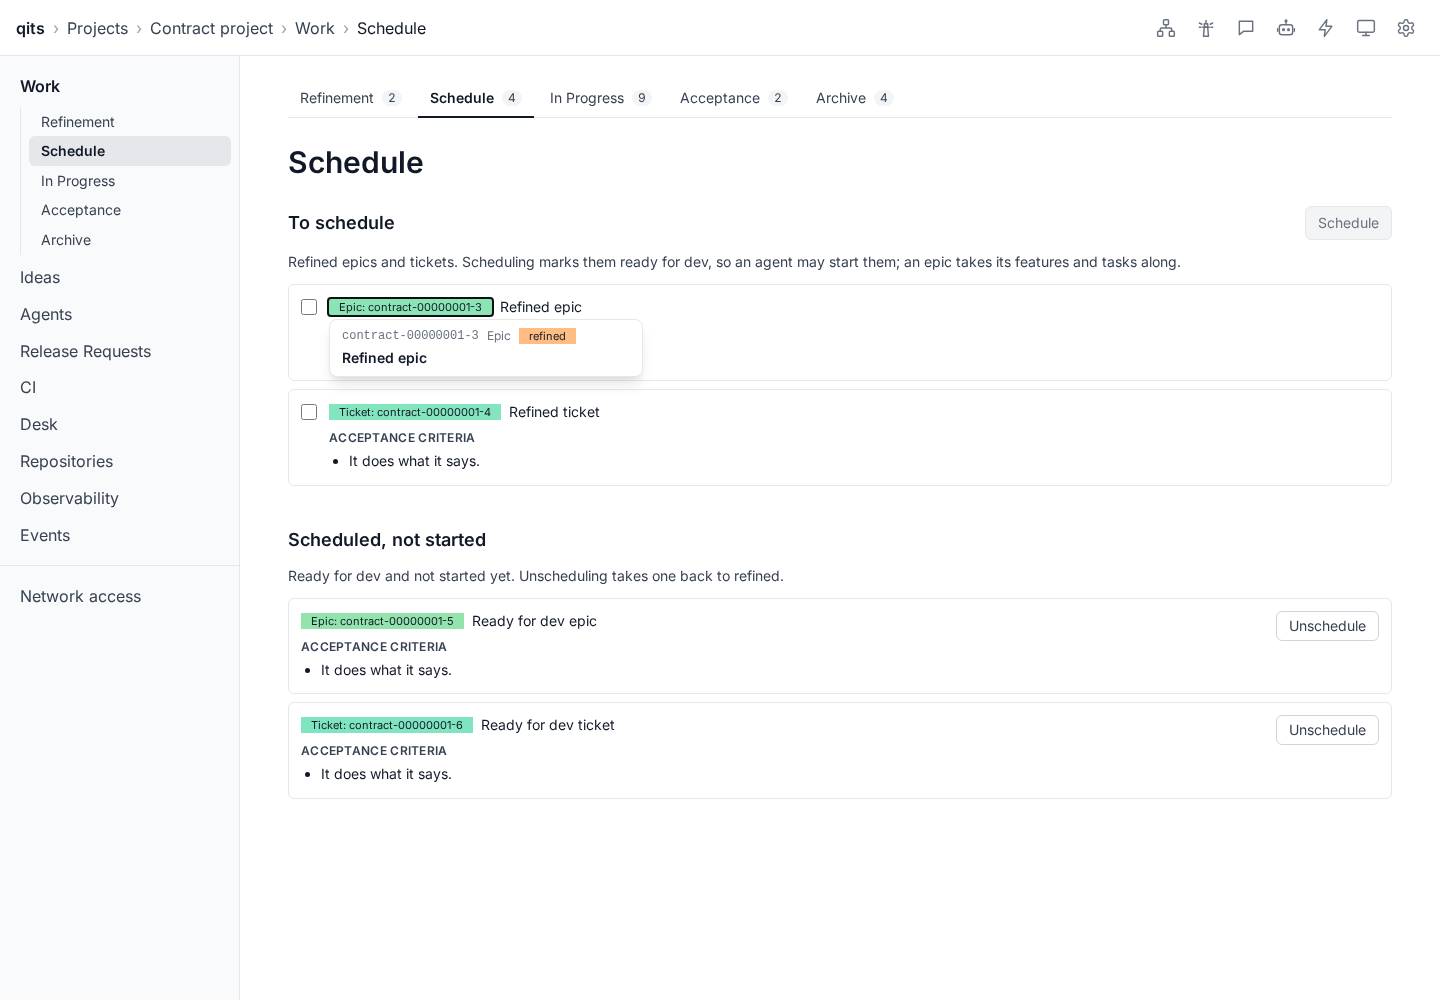 qits › Projects › Contract project › Work › Schedule
Work
Refinement
Schedule
In Progress
Acceptance
Archive
Ideas
Agents
Release Requests
CI
Desk
Repositories
Observability
Events
Network access
Refinement 2 Schedule 4 In Progress 9 Acceptance 2 Archive 4
Schedule
To schedule Schedule
Refined epics and tickets. Scheduling marks them ready for dev, so an agent may start them; an epic takes its features and tasks along.
Epic: contract-00000001-3 Refined epic
contract-00000001-3 Epic refined
Refined epic
Ticket: contract-00000001-4 Refined ticket
ACCEPTANCE CRITERIA
• It does what it says.
Scheduled, not started
Ready for dev and not started yet. Unscheduling takes one back to refined.
Epic: contract-00000001-5 Ready for dev epic Unschedule
ACCEPTANCE CRITERIA
• It does what it says.
Ticket: contract-00000001-6 Ready for dev ticket Unschedule
ACCEPTANCE CRITERIA
• It does what it says.